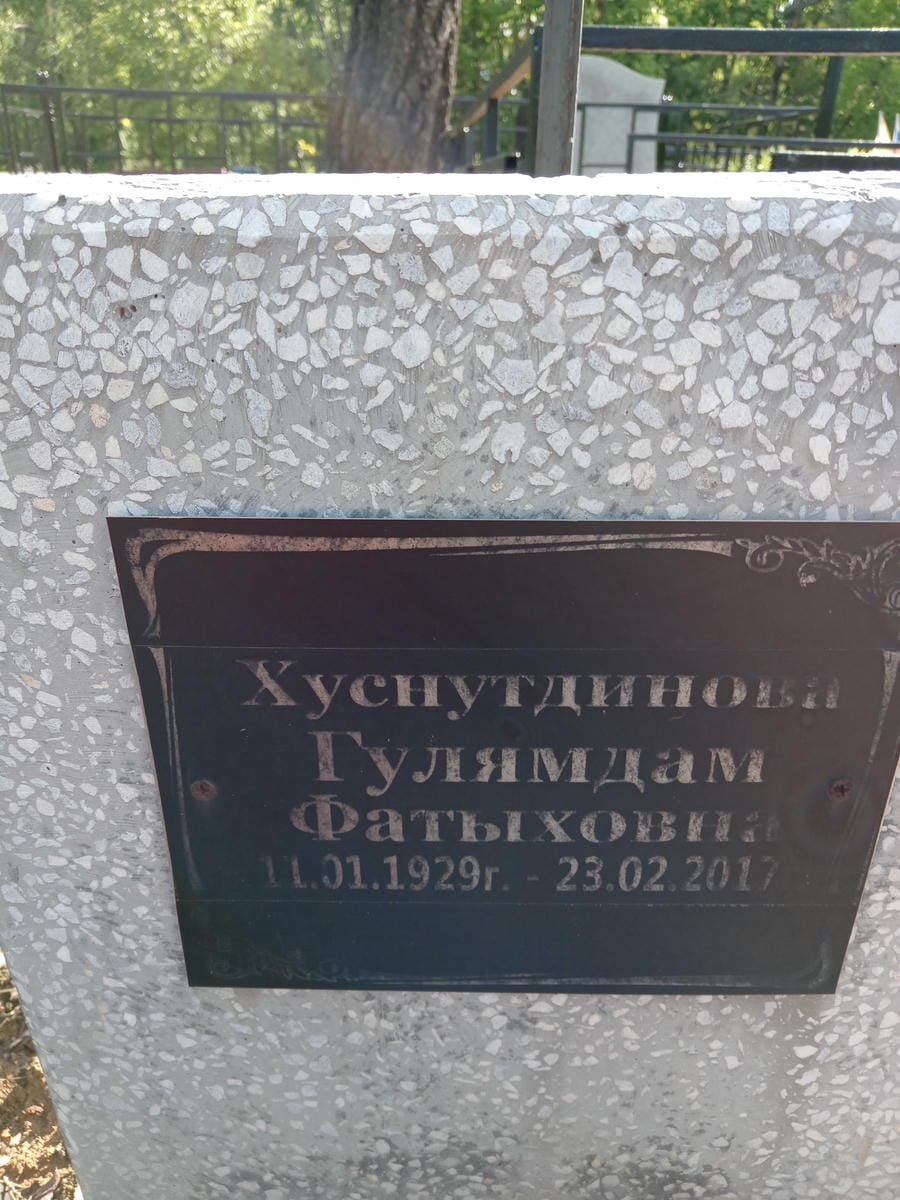 Хуснутдинова
Гулямдам
Фатыховна
11.01.1929г. - 23.02.2017